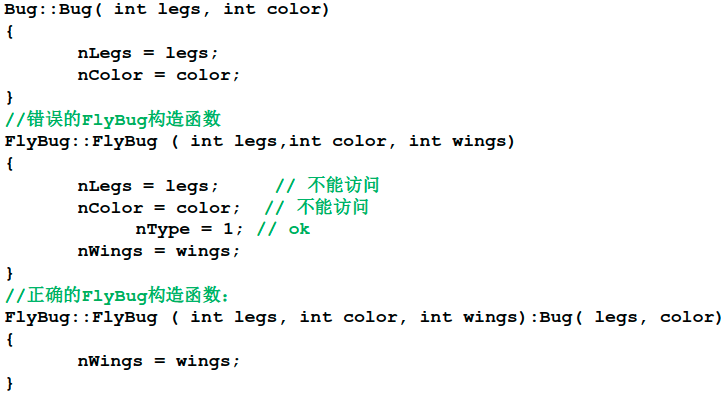 Bug::Bug( int legs, int color)
{
nLegs = legs;
nColor = color;
}
//错误的FlyBug构造函数
FlyBug::FlyBug ( int legs,int color, int wings)
{
nLegs = legs; // 不能访问
nColor = color; // 不能访问
nType = 1; // ok
nWings = wings;
}
//正确的FlyBug构造函数：
FlyBug::FlyBug ( int legs, int color, int wings):Bug( legs, color)
{
nWings = wings;
}